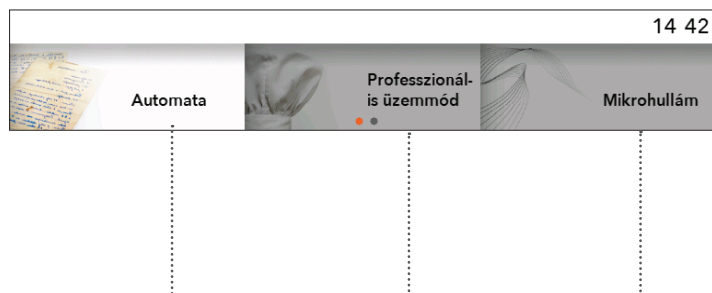 14 42
Automata
Professzionál-
is üzemmód
Mikrohullám